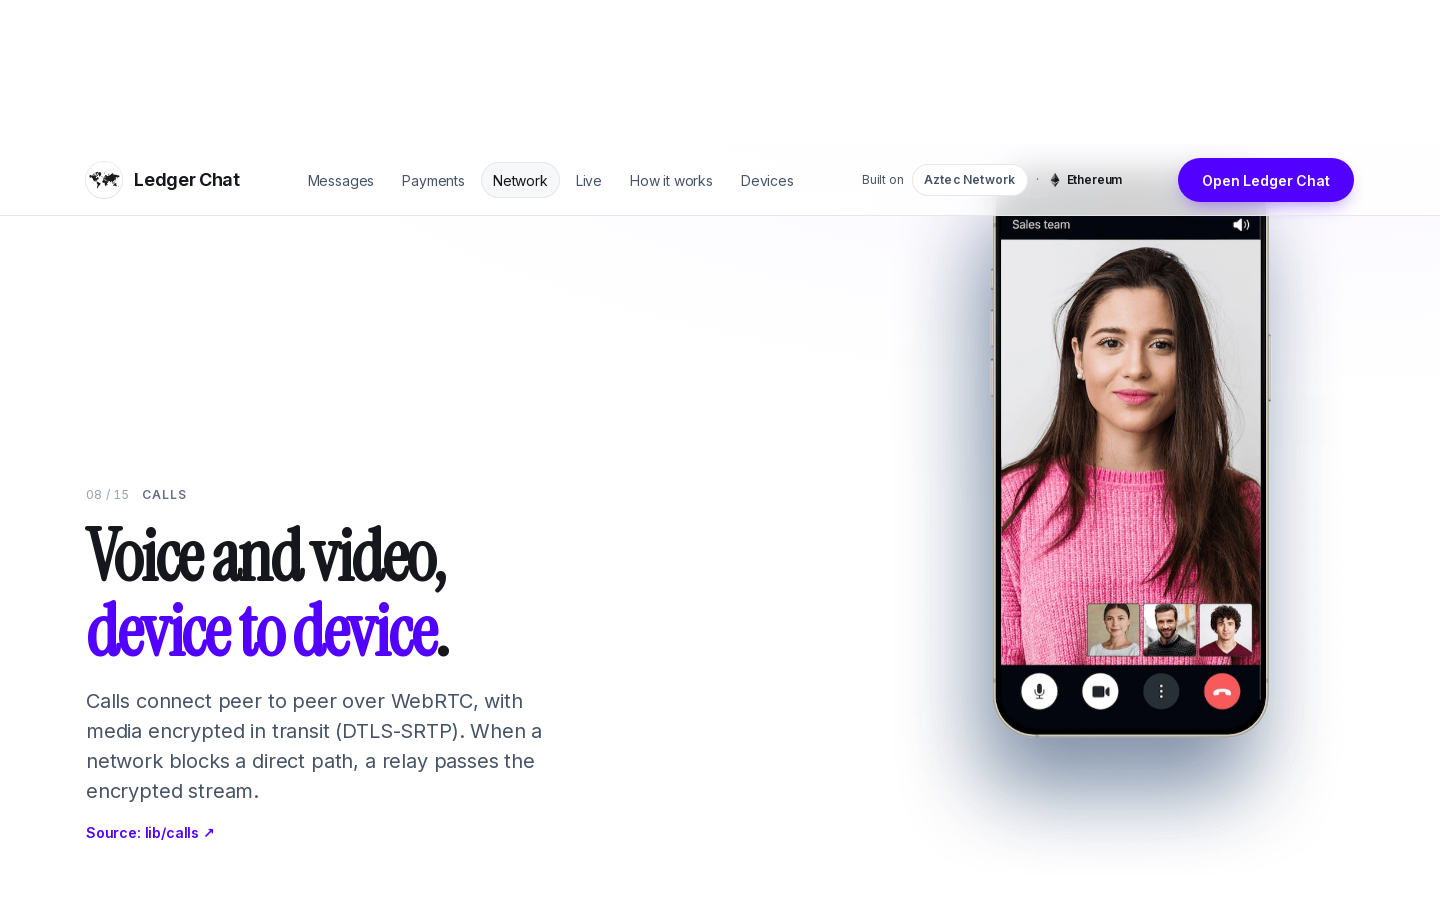 Ledger Chat
Messages
Payments
Network
Live
How it works
Devices
Built on
Aztec Network
·
Ethereum
Open Ledger Chat
Sales team
08 / 15 CALLS
Voice and video,
device to device.
Calls connect peer to peer over WebRTC, with
media encrypted in transit (DTLS-SRTP). When a
network blocks a direct path, a relay passes the
encrypted stream.
Source: lib/calls ↗